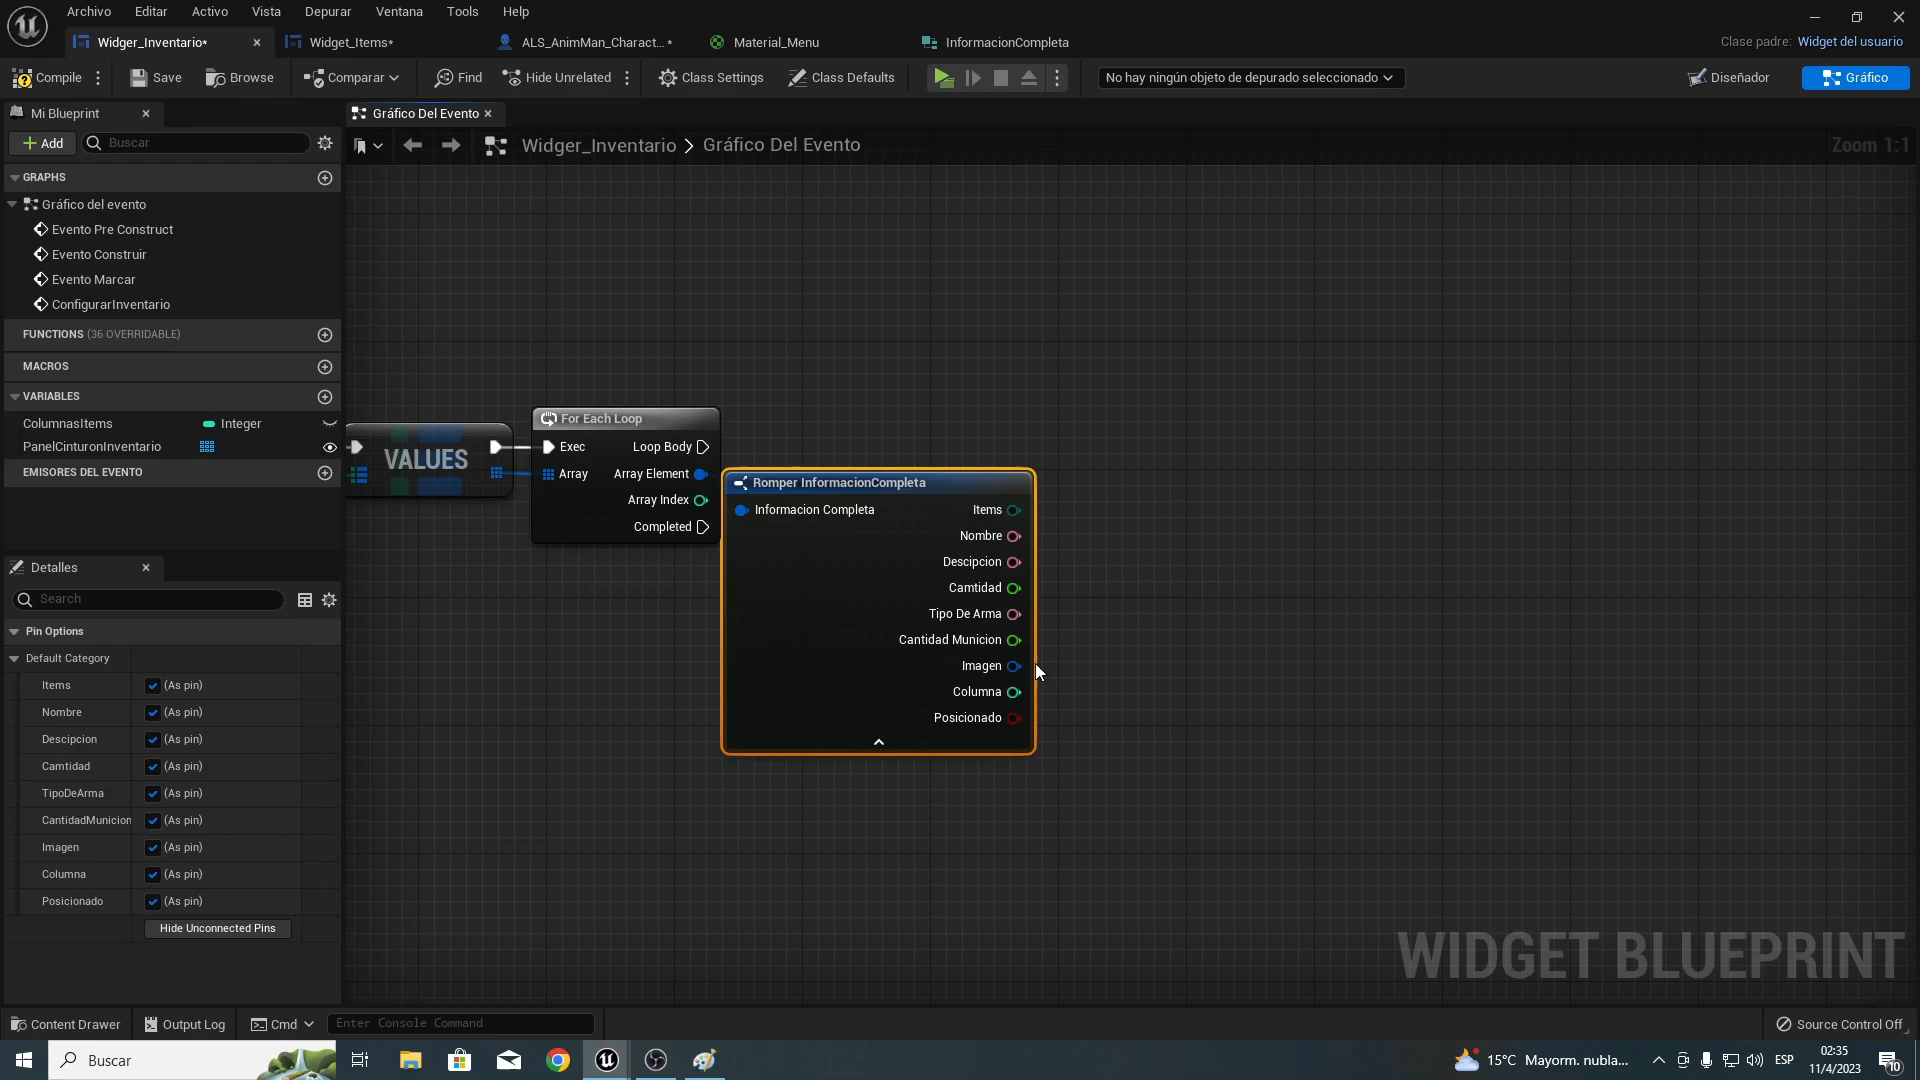 Archivo Editar Activo Vista Depurar Ventana Tools Help
Widger_Inventario* Widget_Items* ALS_AnimMan_Charact... * Material_Menu InformacionCompleta
Clase padre: Widget del usuario
Compile Save Browse Comparar Find Hide Unrelated Class Settings Class Defaults No hay ningún objeto de depurado seleccionado Diseñador Gráfico
Mi Blueprint
Gráfico Del Evento
Add Buscar
Widger_Inventario > Gráfico Del Evento
Zoom 1:1
GRAPHS
Gráfico del evento
Evento Pre Construct
Evento Construir
Evento Marcar
ConfigurarInventario
FUNCTIONS (36 OVERRIDABLE)
MACROS
VARIABLES
ColumnasItems Integer
PanelCinturonInventario
EMISORES DEL EVENTO
VALUES
For Each Loop
Exec Loop Body
Array Array Element
Array Index
Completed
Romper InformacionCompleta
Informacion Completa Items
Nombre
Descipcion
Camtidad
Tipo De Arma
Cantidad Municion
Imagen
Columna
Posicionado
Detalles
Search
Pin Options
Default Category
Items (As pin)
Nombre (As pin)
Descipcion (As pin)
Camtidad (As pin)
TipoDeArma (As pin)
CantidadMunicion (As pin)
Imagen (As pin)
Columna (As pin)
Posicionado (As pin)
Hide Unconnected Pins
WIDGET BLUEPRINT
Content Drawer Output Log Cmd Enter Console Command Source Control Off
Buscar
15°C Mayorm. nubla... ESP
02:35
11/4/2023
10